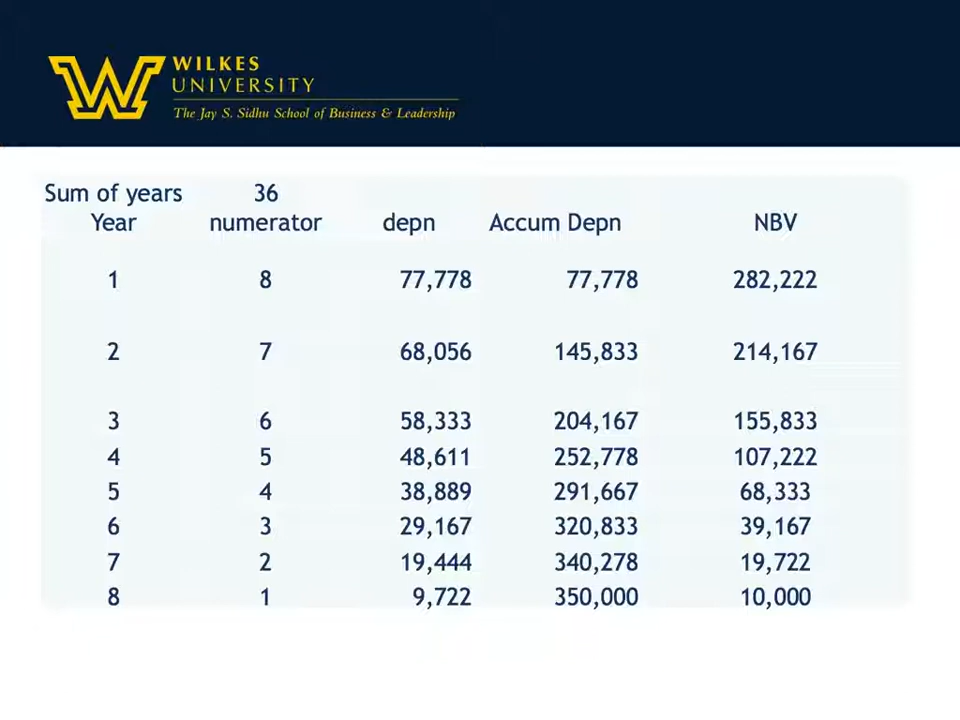 WILKES
UNIVERSITY
The Jay S. Sidhu School of Business & Leadership
Sum of years 36
Year numerator depn Accum Depn NBV
1 8 77,778 77,778 282,222
2 7 68,056 145,833 214,167
3 6 58,333 204,167 155,833
4 5 48,611 252,778 107,222
5 4 38,889 291,667 68,333
6 3 29,167 320,833 39,167
7 2 19,444 340,278 19,722
8 1 9,722 350,000 10,000